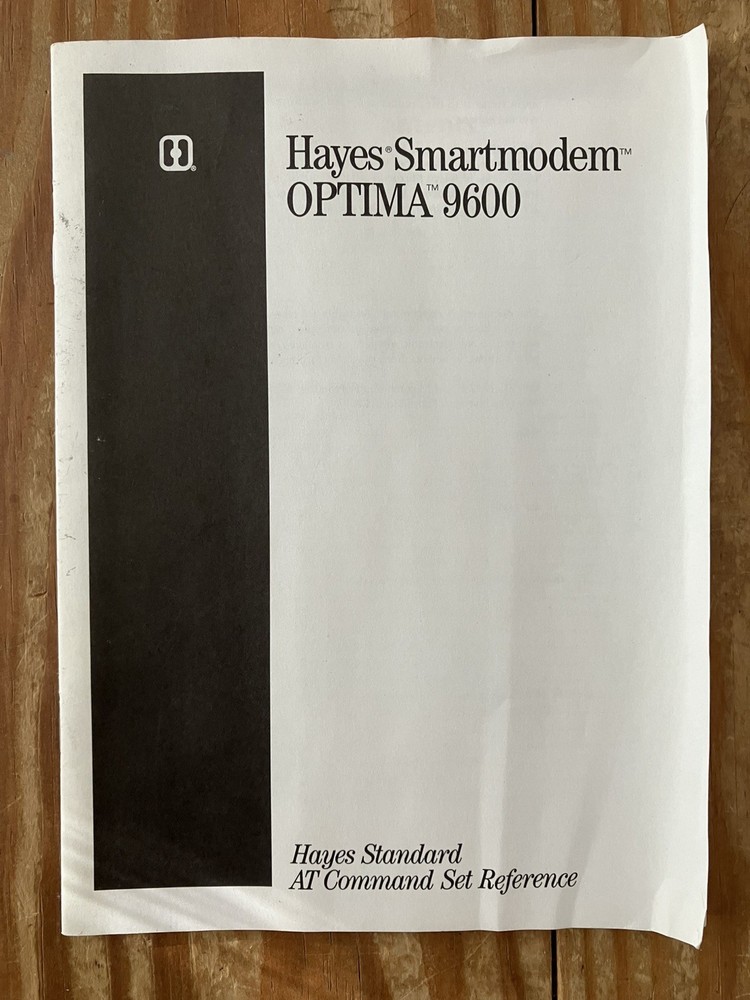 Hayes® Smartmodem™
OPTIMA™ 9600
Hayes Standard
AT Command Set Reference